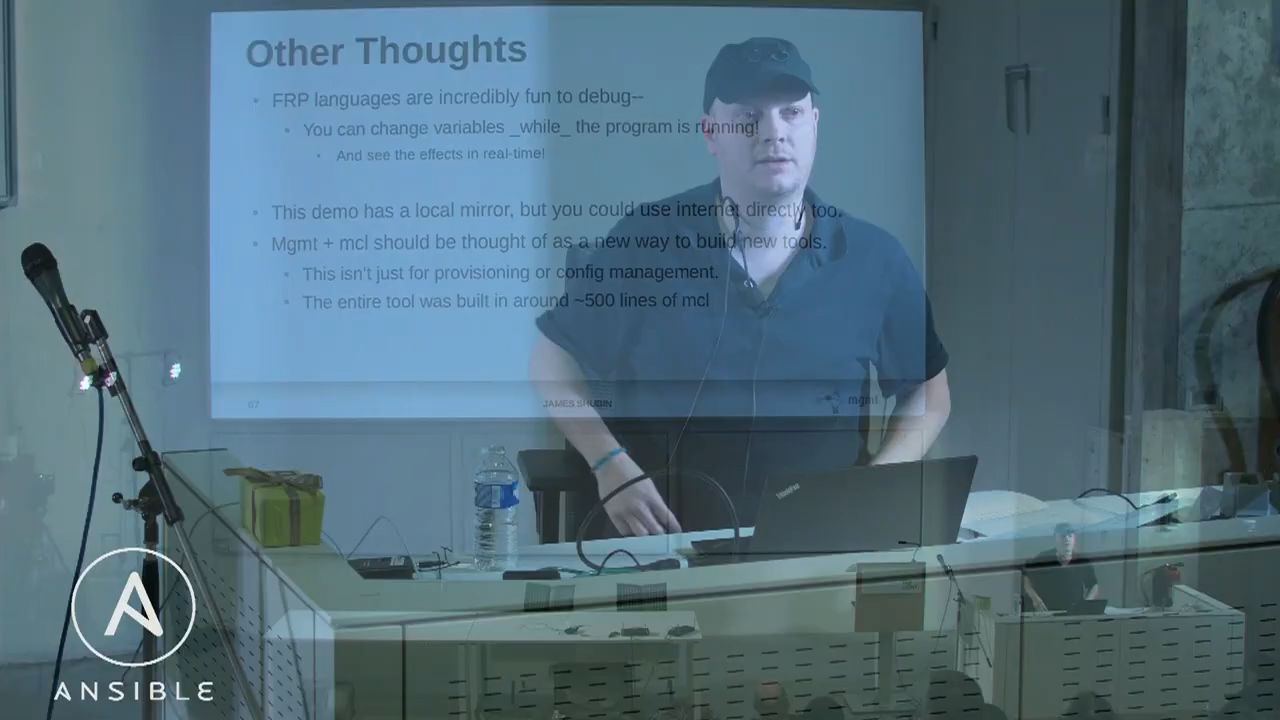 Other Thoughts
• FRP languages are incredibly fun to debug--
• You can change variables _while_ the program is running!
• And see the effects in real-time!
• This demo has a local mirror, but you could use internet directly too.
• Mgmt + mcl should be thought of as a new way to build new tools.
• This isn't just for provisioning or config management.
• The entire tool was built in around ~500 lines of mcl
67 JAMES SHUBIN mgmt
ThinkPad
ANSIBLE